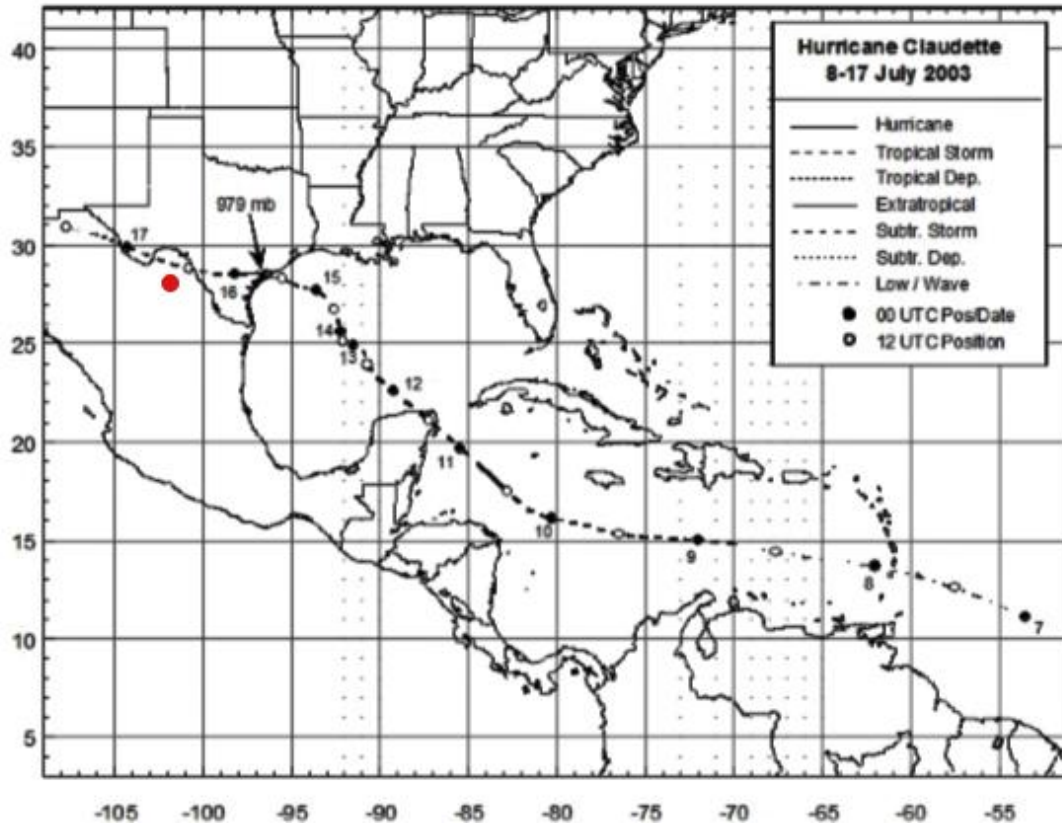 Hurricane Claudette
8-17 July 2003
Hurricane
Tropical Storm
Tropical Dep.
Extratropical
Subtr. Storm
Subtr. Dep.
Low / Wave
00 UTC Pos/Date
12 UTC Position
40
35
979 mb
30
17
16
15
14
25
13
12
20
11
10
15
9
8
7
10
5
-105 -100 -95 -90 -85 -80 -75 -70 -65 -60 -55